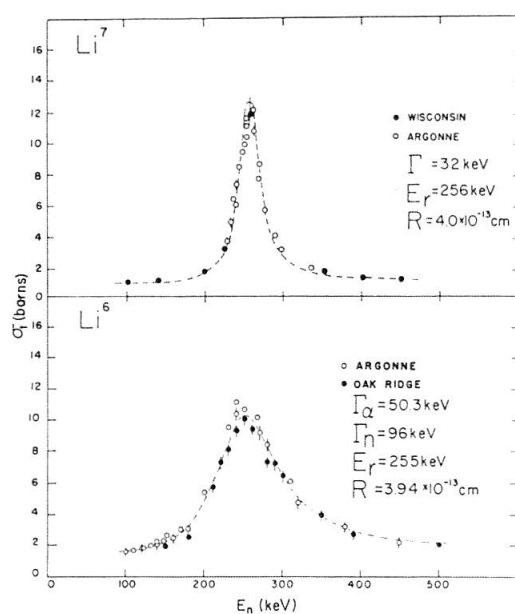 Li⁷
16
14
12
10
8
6
4
2
0
● WISCONSIN
○ ARGONNE
Γ = 32 keV
Eᵣ = 256 keV
R = 4.0×10⁻¹³ cm
σₜ (barns)
Li⁶
16
14
12
10
8
6
4
2
0
○ ARGONNE
● OAK RIDGE
Γα = 50.3 keV
Γn = 96 keV
Eᵣ = 255 keV
R = 3.94 ×10⁻¹³ cm
0 100 200 300 400 500
Eₙ (keV)